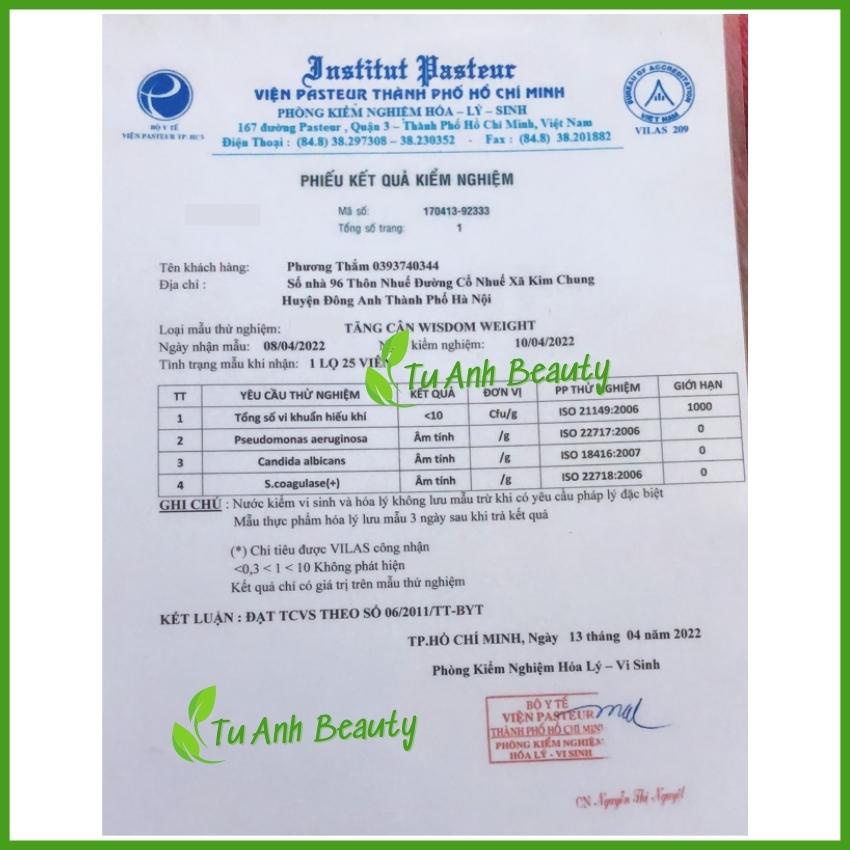 Institut Pasteur
VIỆN PASTEUR THÀNH PHỐ HỒ CHÍ MINH
PHÒNG KIỂM NGHIỆM HÓA – LÝ – SINH
167 đường Pasteur , Quận 3 – Thành Phố Hồ Chí Minh, Việt Nam
Điện Thoại : (84.8) 38.297308 – 38.230352 - Fax : (84.8) 38.201882
BỘ Y TẾ
VIỆN PASTEUR TP. HCM
BUREAU OF ACCREDITATION
VIET NAM
VILAS 209
PHIẾU KẾT QUẢ KIỂM NGHIỆM
Mã số: 170413-92333
Tổng số trang: 1
Tên khách hàng: Phương Thắm 0393740344
Địa chỉ : Số nhà 96 Thôn Nhuế Đường Cổ Nhuế Xã Kim Chung
Huyện Đông Anh Thành Phố Hà Nội
Loại mẫu thử nghiệm: TĂNG CÂN WISDOM WEIGHT
Ngày nhận mẫu: 08/04/2022 kiểm nghiệm: 10/04/2022
Tình trạng mẫu khi nhận: 1 LỌ 25 VIÊN
Tu Anh Beauty
TT YÊU CẦU THỬ NGHIỆM KẾT QUẢ ĐƠN VỊ PP THỬ NGHIỆM GIỚI HẠN
1 Tổng số vi khuẩn hiếu khí <10 Cfu/g ISO 21149:2006 1000
2 Pseudomonas aeruginosa Âm tính /g ISO 22717:2006 0
3 Candida albicans Âm tính /g ISO 18416:2007 0
4 S.coagulase(+) Âm tính /g ISO 22718:2006 0
GHI CHÚ : Nước kiểm vi sinh và hóa lý không lưu mẫu trừ khi có yêu cầu pháp lý đặc biệt
Mẫu thực phẩm hóa lý lưu mẫu 3 ngày sau khi trả kết quả
(*) Chỉ tiêu được VILAS công nhận
<0,3 < 1 < 10 Không phát hiện
Kết quả chỉ có giá trị trên mẫu thử nghiệm
KẾT LUẬN : ĐẠT TCVS THEO SỐ 06/2011/TT-BYT
TP.HỒ CHÍ MINH, Ngày 13 tháng 04 năm 2022
Phòng Kiểm Nghiệm Hóa Lý – Vi Sinh
BỘ Y TẾ
VIỆN PASTEUR
THÀNH PHỐ HỒ CHÍ MINH
PHÒNG KIỂM NGHIỆM
HÓA LÝ - VI SINH
Tu Anh Beauty
CN Nguyễn Thị Nguyệt